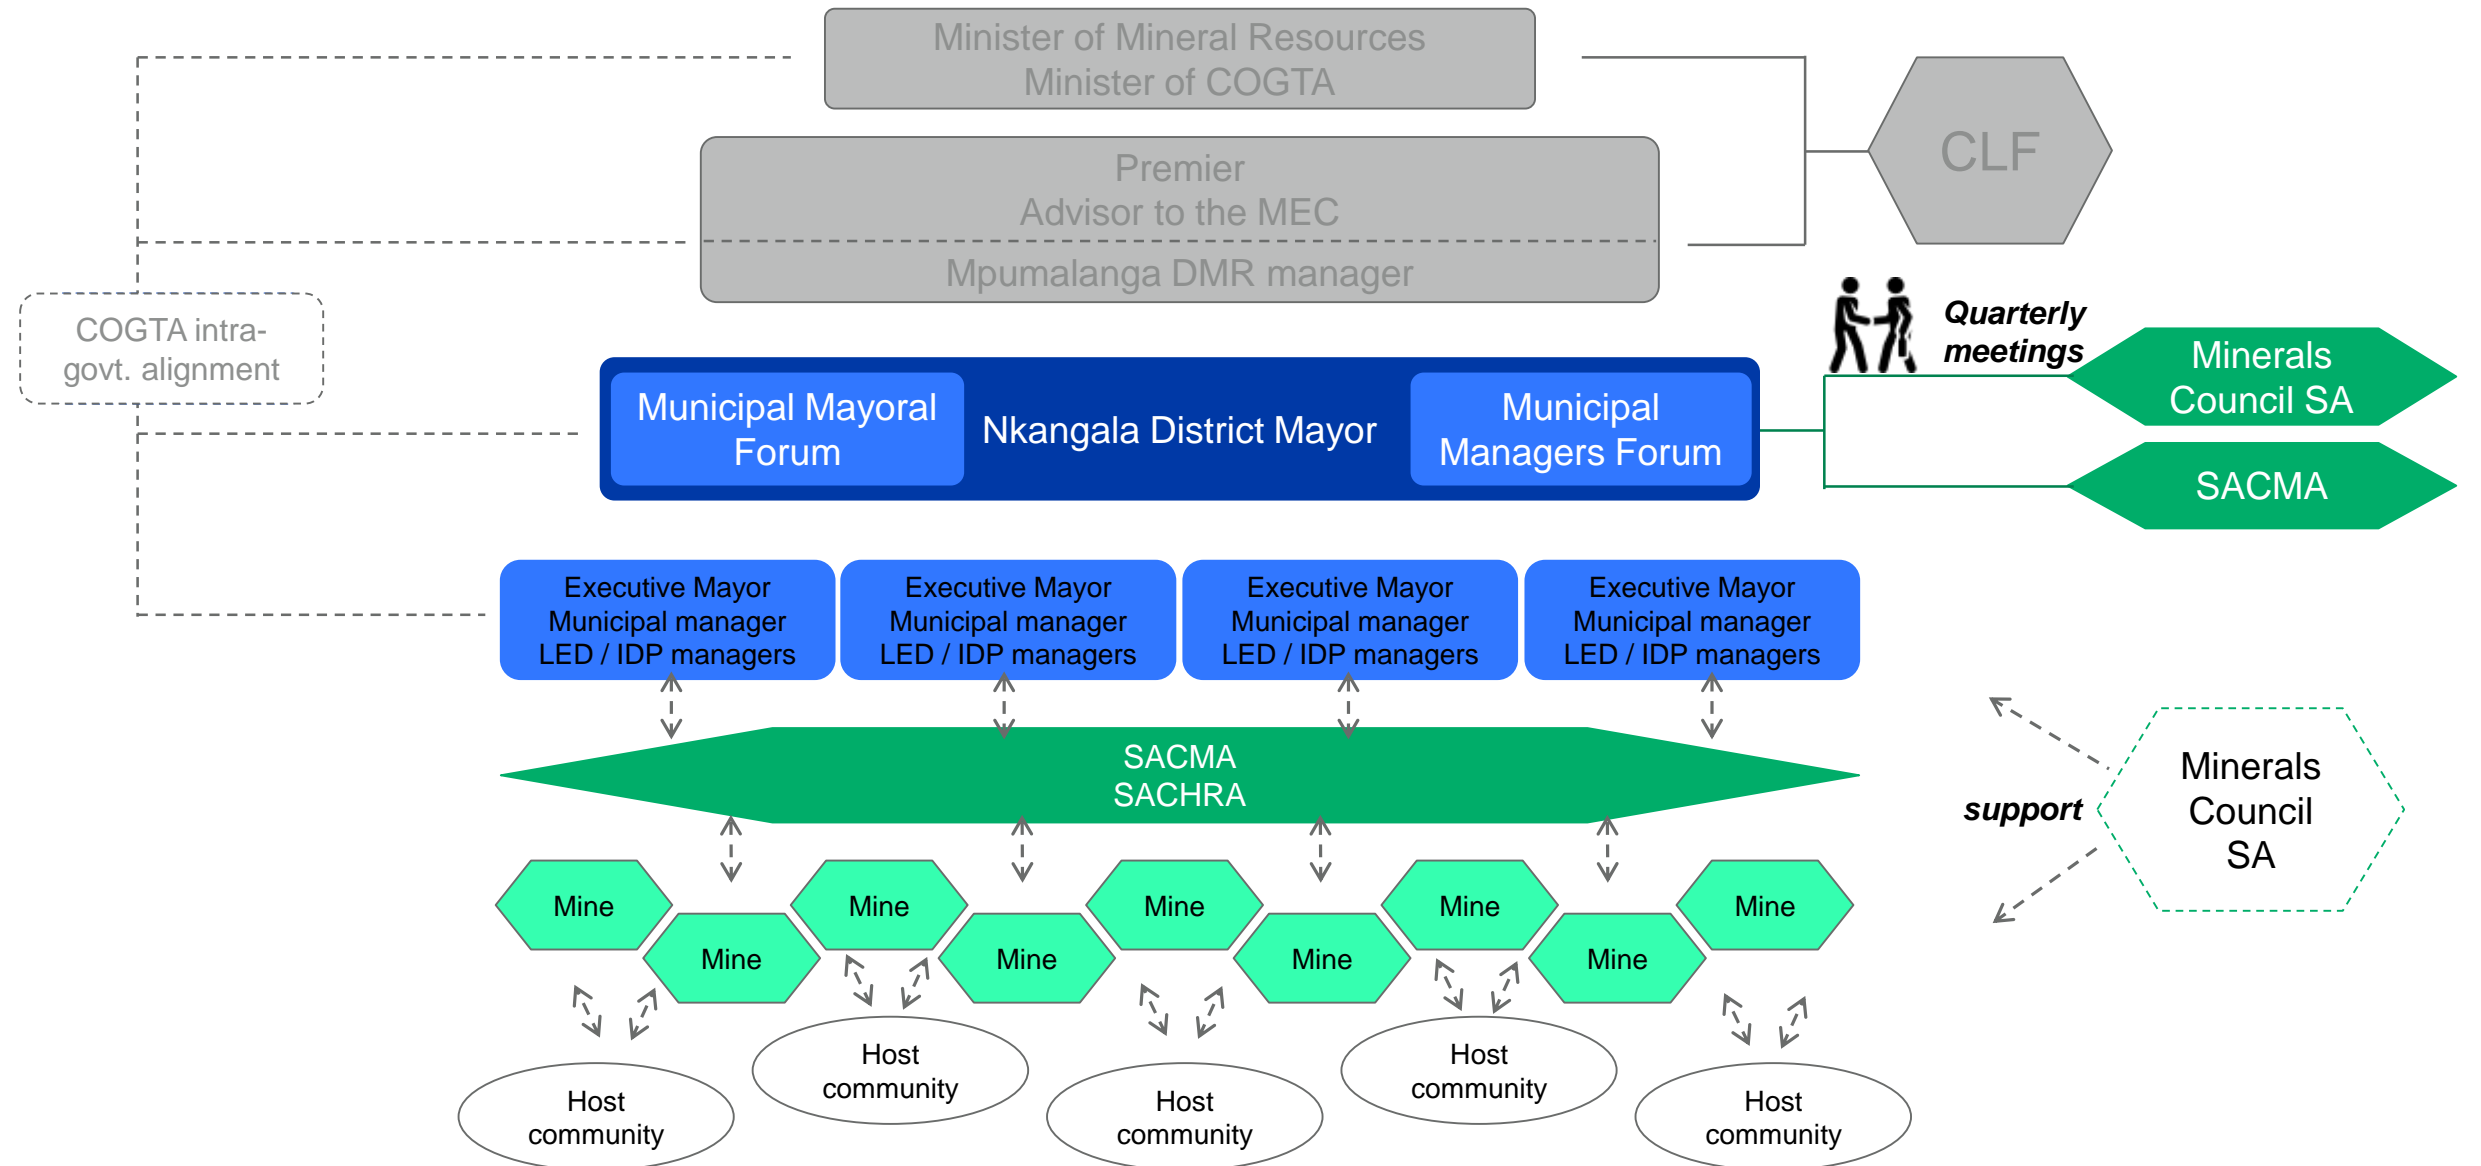 Minister of Mineral Resources
Minister of COGTA
CLF
Premier
Advisor to the MEC
Mpumalanga DMR manager
COGTA intra-
govt. alignment
Quarterly
meetings
Municipal Mayoral
Forum
Nkangala District Mayor
Municipal
Managers Forum
Minerals
Council SA
SACMA
Executive Mayor
Municipal manager
LED / IDP managers
Executive Mayor
Municipal manager
LED / IDP managers
Executive Mayor
Municipal manager
LED / IDP managers
Executive Mayor
Municipal manager
LED / IDP managers
SACMA
SACHRA
support
Minerals
Council
SA
Mine
Mine
Mine
Mine
Mine
Mine
Mine
Mine
Mine
Host
community
Host
community
Host
community
Host
community
Host
community